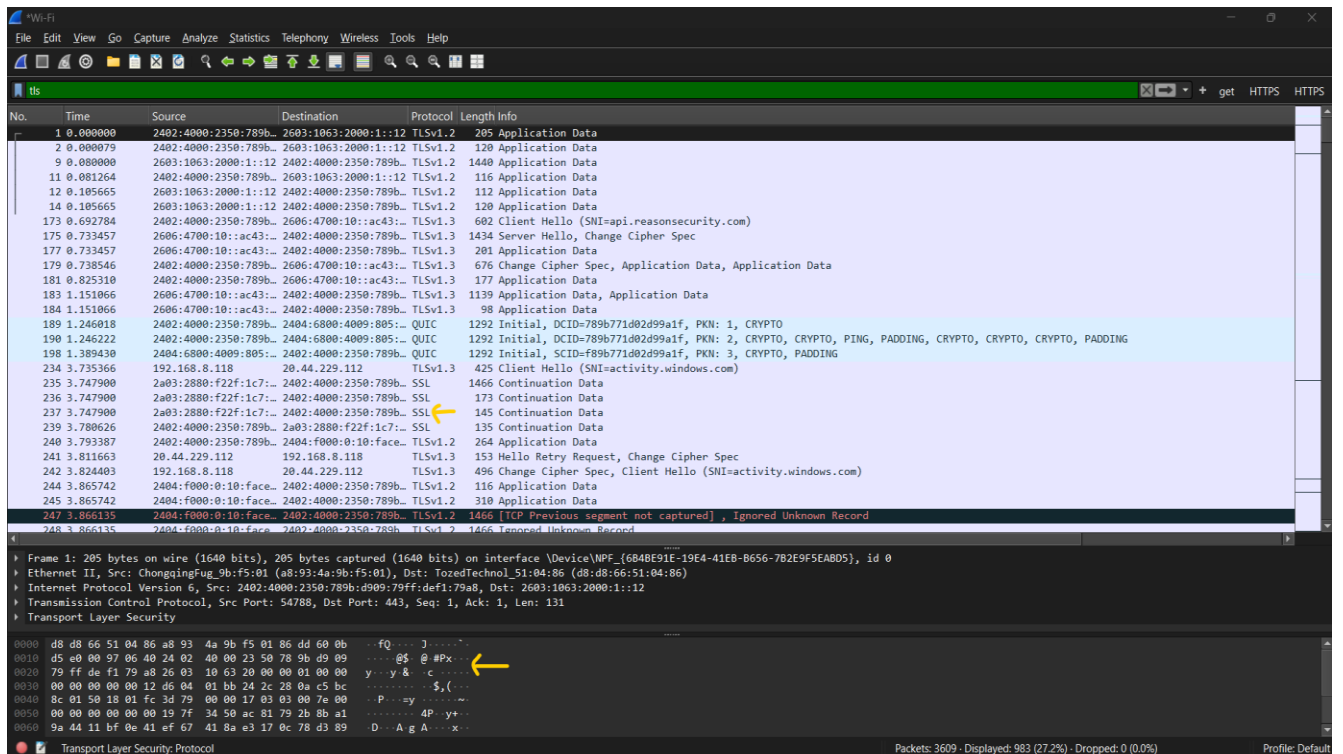 *Wi-Fi
File Edit View Go Capture Analyze Statistics Telephony Wireless Tools Help
tls
+ get HTTPS HTTPS
No. Time Source Destination Protocol Length Info
1 0.000000 2402:4000:2350:789b… 2603:1063:2000:1::12 TLSv1.2 205 Application Data
2 0.000079 2402:4000:2350:789b… 2603:1063:2000:1::12 TLSv1.2 120 Application Data
9 0.080000 2603:1063:2000:1::12 2402:4000:2350:789b… TLSv1.2 1440 Application Data
11 0.081264 2402:4000:2350:789b… 2603:1063:2000:1::12 TLSv1.2 116 Application Data
12 0.105665 2603:1063:2000:1::12 2402:4000:2350:789b… TLSv1.2 112 Application Data
14 0.105665 2603:1063:2000:1::12 2402:4000:2350:789b… TLSv1.2 120 Application Data
173 0.692784 2402:4000:2350:789b… 2606:4700:10::ac43:… TLSv1.3 602 Client Hello (SNI=api.reasonsecurity.com)
175 0.733457 2606:4700:10::ac43:… 2402:4000:2350:789b… TLSv1.3 1434 Server Hello, Change Cipher Spec
177 0.733457 2606:4700:10::ac43:… 2402:4000:2350:789b… TLSv1.3 201 Application Data
179 0.738546 2402:4000:2350:789b… 2606:4700:10::ac43:… TLSv1.3 676 Change Cipher Spec, Application Data, Application Data
181 0.825310 2402:4000:2350:789b… 2606:4700:10::ac43:… TLSv1.3 177 Application Data
183 1.151066 2606:4700:10::ac43:… 2402:4000:2350:789b… TLSv1.3 1139 Application Data, Application Data
184 1.151066 2606:4700:10::ac43:… 2402:4000:2350:789b… TLSv1.3 98 Application Data
189 1.246018 2402:4000:2350:789b… 2404:6800:4009:805:… QUIC 1292 Initial, DCID=789b771d02d99a1f, PKN: 1, CRYPTO
190 1.246222 2402:4000:2350:789b… 2404:6800:4009:805:… QUIC 1292 Initial, DCID=789b771d02d99a1f, PKN: 2, CRYPTO, CRYPTO, PING, PADDING, CRYPTO, CRYPTO, CRYPTO, PADDING
198 1.389430 2404:6800:4009:805:… 2402:4000:2350:789b… QUIC 1292 Initial, SCID=f89b771d02d99a1f, PKN: 3, CRYPTO, PADDING
234 3.735366 192.168.8.118 20.44.229.112 TLSv1.3 425 Client Hello (SNI=activity.windows.com)
235 3.747900 2a03:2880:f22f:1c7:… 2402:4000:2350:789b… SSL 1466 Continuation Data
236 3.747900 2a03:2880:f22f:1c7:… 2402:4000:2350:789b… SSL 173 Continuation Data
237 3.747900 2a03:2880:f22f:1c7:… 2402:4000:2350:789b… SSL 145 Continuation Data
239 3.780626 2402:4000:2350:789b… 2a03:2880:f22f:1c7:… SSL 135 Continuation Data
240 3.793387 2402:4000:2350:789b… 2404:f000:0:10:face… TLSv1.2 264 Application Data
241 3.811663 20.44.229.112 192.168.8.118 TLSv1.3 153 Hello Retry Request, Change Cipher Spec
242 3.824403 192.168.8.118 20.44.229.112 TLSv1.3 496 Change Cipher Spec, Client Hello (SNI=activity.windows.com)
244 3.865742 2404:f000:0:10:face… 2402:4000:2350:789b… TLSv1.2 116 Application Data
245 3.865742 2404:f000:0:10:face… 2402:4000:2350:789b… TLSv1.2 310 Application Data
247 3.866135 2404:f000:0:10:face… 2402:4000:2350:789b… TLSv1.2 1466 [TCP Previous segment not captured] , Ignored Unknown Record
248 3.866135 2404:f000:0:10:face… 2402:4000:2350:789b… TLSv1.2 1466 Ignored Unknown Record
Frame 1: 205 bytes on wire (1640 bits), 205 bytes captured (1640 bits) on interface \Device\NPF_{6B4BE91E-19E4-41EB-B656-7B2E9F5EABD5}, id 0
Ethernet II, Src: ChongqingFug_9b:f5:01 (a8:93:4a:9b:f5:01), Dst: TozedTechnol_51:04:86 (d8:d8:66:51:04:86)
Internet Protocol Version 6, Src: 2402:4000:2350:789b:d909:79ff:def1:79a8, Dst: 2603:1063:2000:1::12
Transmission Control Protocol, Src Port: 54788, Dst Port: 443, Seq: 1, Ack: 1, Len: 131
Transport Layer Security
0000 d8 d8 66 51 04 86 a8 93 4a 9b f5 01 86 dd 60 0b ··fQ···· J·····`·
0010 d5 e0 00 97 06 40 24 02 40 00 23 50 78 9b d9 09 ·····@$· @·#Px···
0020 79 ff de f1 79 a8 26 03 10 63 20 00 00 01 00 00 y···y·&· ·c ·····
0030 00 00 00 00 00 12 d6 04 01 bb 24 2c 28 0a c5 bc ········ ··$,(···
0040 8c 01 50 18 01 fc 3d 79 00 00 17 03 03 00 7e 00 ··P···=y ······~·
0050 00 00 00 00 00 00 19 7f 34 50 ac 81 79 2b 8b a1 ········ 4P··y+··
0060 9a 44 11 bf 0e 41 ef 67 41 8a e3 17 0c 78 d3 89 ·D···A·g A····x··
Transport Layer Security: Protocol
Packets: 3609 · Displayed: 983 (27.2%) · Dropped: 0 (0.0%)
Profile: Default